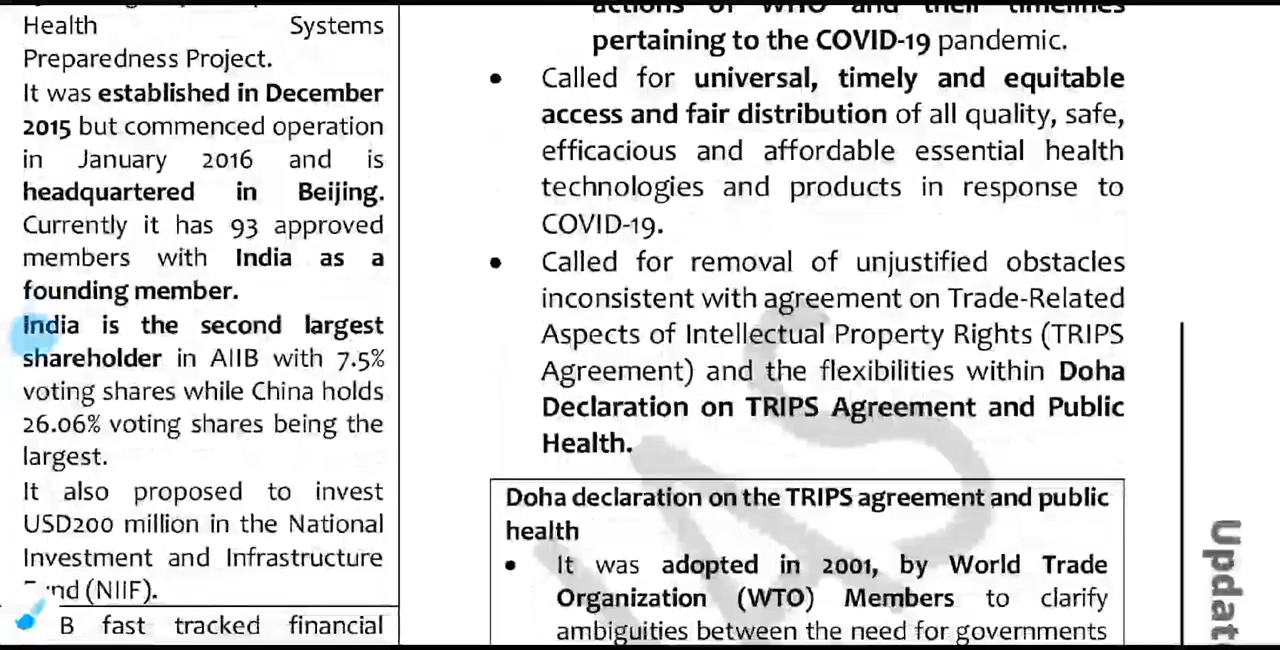 Health Systems
Preparedness Project.
It was established in December
2015 but commenced operation
in January 2016 and is
headquartered in Beijing.
Currently it has 93 approved
members with India as a
founding member.
India is the second largest
shareholder in AIIB with 7.5%
voting shares while China holds
26.06% voting shares being the
largest.
It also proposed to invest
USD200 million in the National
Investment and Infrastructure
(NIIF).
B fast tracked financial
actions of WHO and their timelines
pertaining to the COVID-19 pandemic.
• Called for universal, timely and equitable
access and fair distribution of all quality, safe,
efficacious and affordable essential health
technologies and products in response to
COVID-19.
• Called for removal of unjustified obstacles
inconsistent with agreement on Trade-Related
Aspects of Intellectual Property Rights (TRIPS
Agreement) and the flexibilities within Doha
Declaration on TRIPS Agreement and Public
Health.
Doha declaration on the TRIPS agreement and public
health
• It was adopted in 2001, by World Trade
Organization (WTO) Members to clarify
ambiguities between the need for governments
Updat